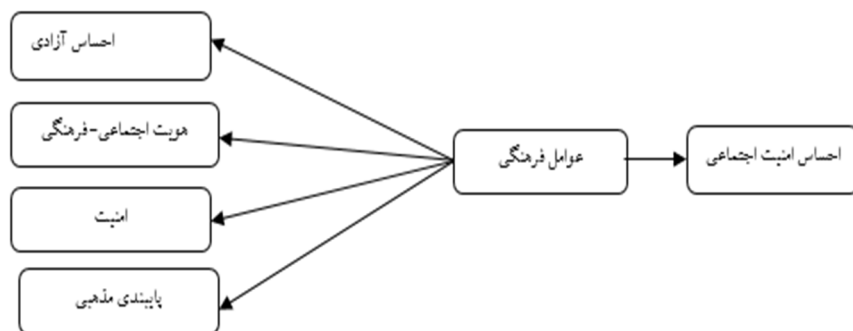 احساس آزادی
هویت اجتماعی-فرهنگی
عوامل فرهنگی
احساس امنیت اجتماعی
امنیت
پایبندی مذهبی